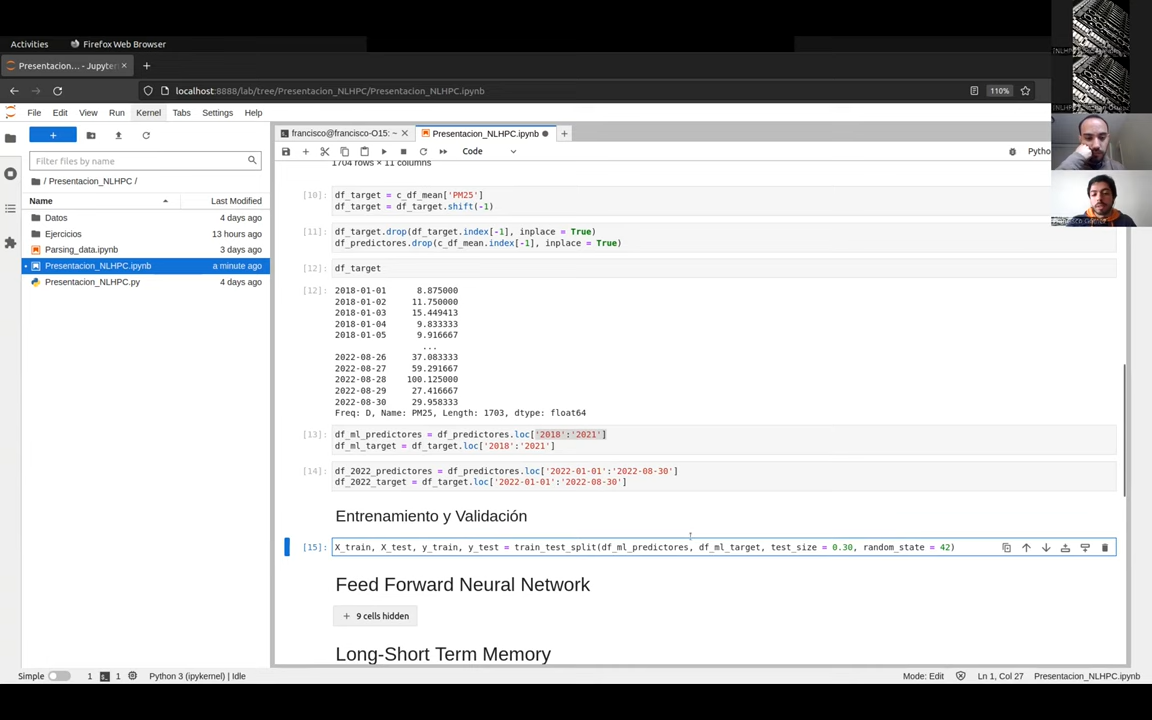 Activities
Firefox Web Browser
Presentacion_NLHPC... - Jupyter
localhost:8888/lab/tree/Presentacion_NLHPC/Presentacion_NLHPC.ipynb
110%
File Edit View Run Kernel Tabs Settings Help
francisco@francisco-O15: ~
Presentacion_NLHPC.ipynb
Code
Filter files by name
/ Presentacion_NLHPC /
Name
Last Modified
Datos
4 days ago
Ejercicios
13 hours ago
Parsing_data.ipynb
3 days ago
Presentacion_NLHPC.ipynb
a minute ago
Presentacion_NLHPC.py
4 days ago
1704 rows × 11 columns
[10]:
df_target = c_df_mean['PM25']
df_target = df_target.shift(-1)
[11]:
df_target.drop(df_target.index[-1], inplace = True)
df_predictores.drop(c_df_mean.index[-1], inplace = True)
[12]:
df_target
[12]:
2018-01-01 8.875000
2018-01-02 11.750000
2018-01-03 15.449413
2018-01-04 9.833333
2018-01-05 9.916667
...
2022-08-26 37.083333
2022-08-27 59.291667
2022-08-28 100.125000
2022-08-29 27.416667
2022-08-30 29.958333
Freq: D, Name: PM25, Length: 1703, dtype: float64
[13]:
df_ml_predictores = df_predictores.loc['2018':'2021']
df_ml_target = df_target.loc['2018':'2021']
[14]:
df_2022_predictores = df_predictores.loc['2022-01-01':'2022-08-30']
df_2022_target = df_target.loc['2022-01-01':'2022-08-30']
Entrenamiento y Validación
[15]:
X_train, X_test, y_train, y_test = train_test_split(df_ml_predictores, df_ml_target, test_size = 0.30, random_state = 42)
Feed Forward Neural Network
9 cells hidden
Long-Short Term Memory
Simple
1
1
Python 3 (ipykernel) | Idle
Mode: Edit
Ln 1, Col 27
Presentacion_NLHPC.ipynb